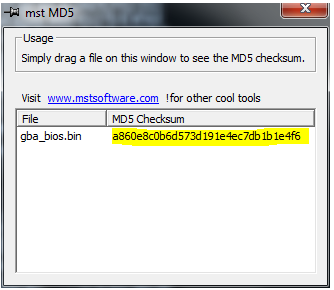 mst MD5
Usage
Simply drag a file on this window to see the MD5 checksum.
Visit www.mstsoftware.com !for other cool tools
File MD5 Checksum
gba_bios.bin a860e8c0b6d573d191e4ec7db1b1e4f6